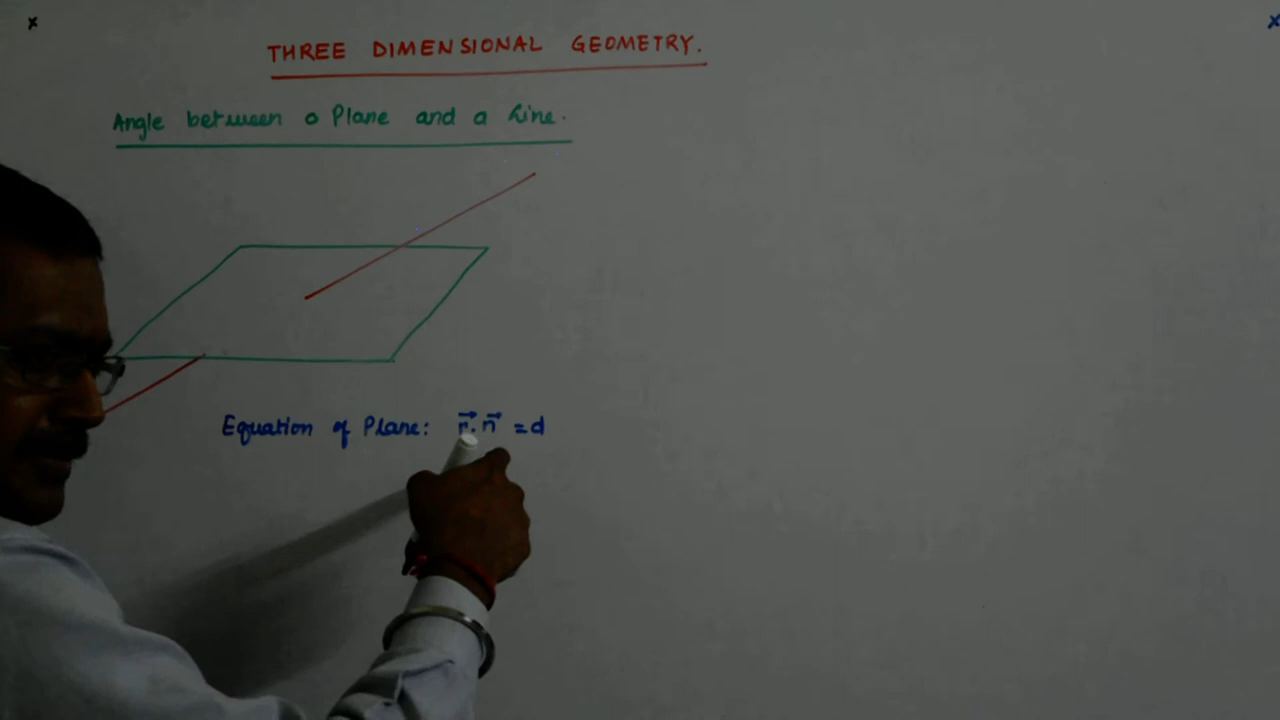 x
x
THREE DIMENSIONAL GEOMETRY.
Angle between a Plane and a Line.
Equation of Plane: r⃗.n⃗ = d